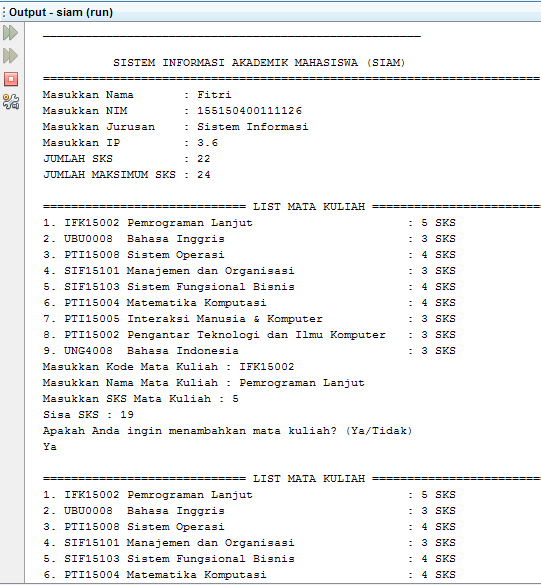 Output - siam (run)
SISTEM INFORMASI AKADEMIK MAHASISWA (SIAM)
================================================================================
Masukkan Nama : Fitri
Masukkan NIM : 155150400111126
Masukkan Jurusan : Sistem Informasi
Masukkan IP : 3.6
JUMLAH SKS : 22
JUMLAH MAKSIMUM SKS : 24
============================= LIST MATA KULIAH ========================
1. IFK15002 Pemrograman Lanjut : 5 SKS
2. UBU0008 Bahasa Inggris : 3 SKS
3. PTI15008 Sistem Operasi : 4 SKS
4. SIF15101 Manajemen dan Organisasi : 3 SKS
5. SIF15103 Sistem Fungsional Bisnis : 4 SKS
6. PTI15004 Matematika Komputasi : 4 SKS
7. PTI15005 Interaksi Manusia & Komputer : 3 SKS
8. PTI15002 Pengantar Teknologi dan Ilmu Komputer : 3 SKS
9. UNG4008 Bahasa Indonesia : 3 SKS
Masukkan Kode Mata Kuliah : IFK15002
Masukkan Nama Mata Kuliah : Pemrograman Lanjut
Masukkan SKS Mata Kuliah : 5
Sisa SKS : 19
Apakah Anda ingin menambahkan mata kuliah? (Ya/Tidak)
Ya
============================= LIST MATA KULIAH ========================
1. IFK15002 Pemrograman Lanjut : 5 SKS
2. UBU0008 Bahasa Inggris : 3 SKS
3. PTI15008 Sistem Operasi : 4 SKS
4. SIF15101 Manajemen dan Organisasi : 3 SKS
5. SIF15103 Sistem Fungsional Bisnis : 4 SKS
6. PTI15004 Matematika Komputasi : 4 SKS